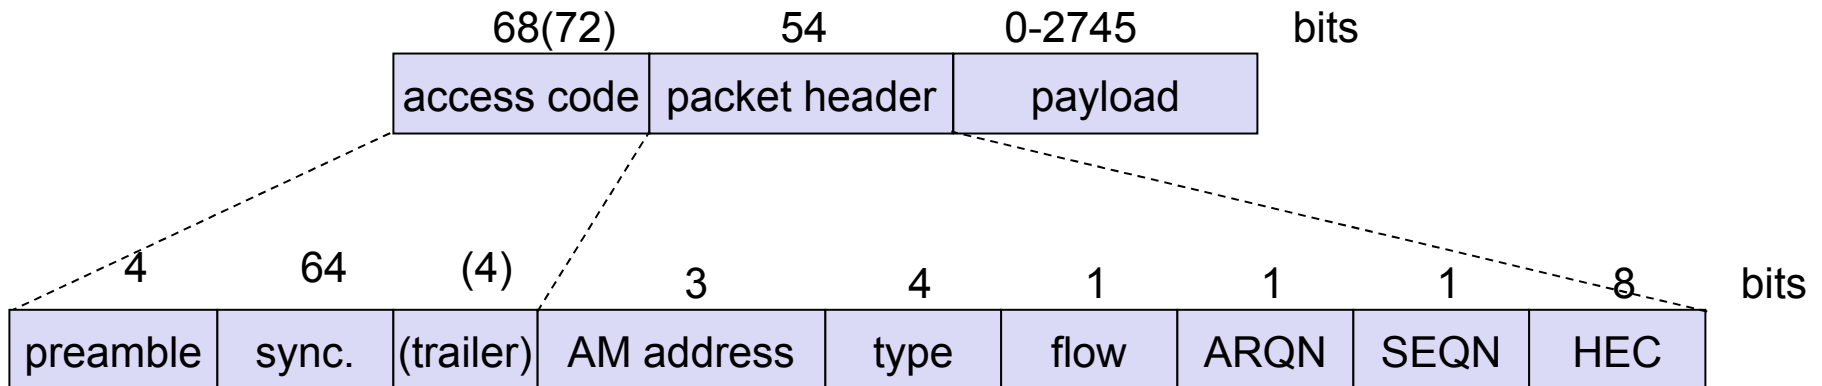 68(72) 54 0-2745 bits
access code packet header payload
4 64 (4) 3 4 1 1 1 8 bits
preamble sync. (trailer) AM address type flow ARQN SEQN HEC